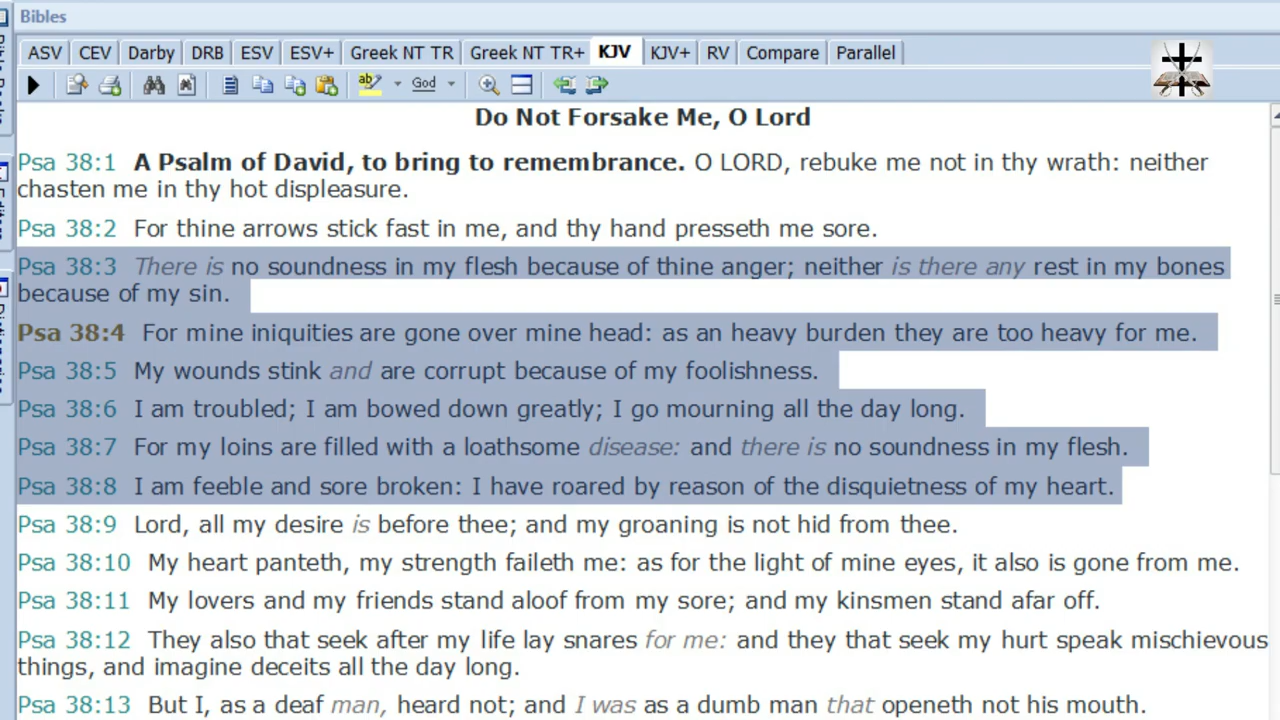 Bibles
ASV CEV Darby DRB ESV ESV+ Greek NT TR Greek NT TR+ KJV KJV+ RV Compare Parallel
ab God
Do Not Forsake Me, O Lord
Psa 38:1 A Psalm of David, to bring to remembrance. O LORD, rebuke me not in thy wrath: neither
chasten me in thy hot displeasure.
Psa 38:2 For thine arrows stick fast in me, and thy hand presseth me sore.
Psa 38:3 There is no soundness in my flesh because of thine anger; neither is there any rest in my bones
because of my sin.
Psa 38:4 For mine iniquities are gone over mine head: as an heavy burden they are too heavy for me.
Psa 38:5 My wounds stink and are corrupt because of my foolishness.
Psa 38:6 I am troubled; I am bowed down greatly; I go mourning all the day long.
Psa 38:7 For my loins are filled with a loathsome disease: and there is no soundness in my flesh.
Psa 38:8 I am feeble and sore broken: I have roared by reason of the disquietness of my heart.
Psa 38:9 Lord, all my desire is before thee; and my groaning is not hid from thee.
Psa 38:10 My heart panteth, my strength faileth me: as for the light of mine eyes, it also is gone from me.
Psa 38:11 My lovers and my friends stand aloof from my sore; and my kinsmen stand afar off.
Psa 38:12 They also that seek after my life lay snares for me: and they that seek my hurt speak mischievous
things, and imagine deceits all the day long.
Psa 38:13 But I, as a deaf man, heard not; and I was as a dumb man that openeth not his mouth.